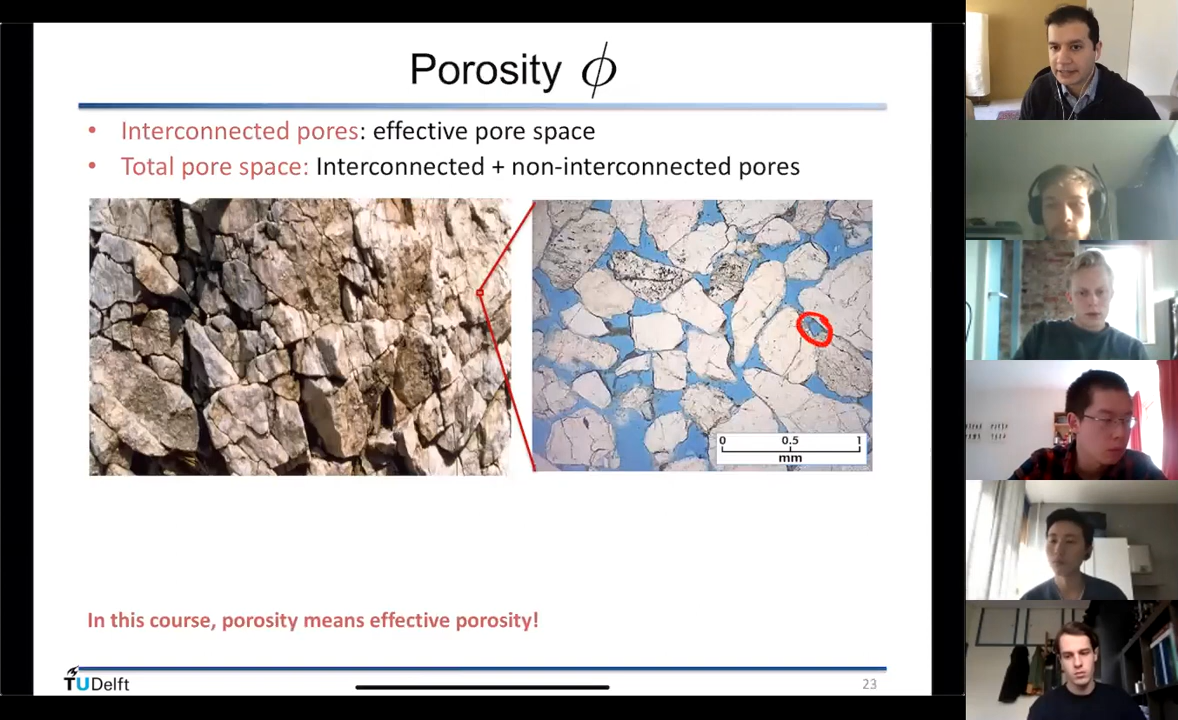 Porosity ϕ
• Interconnected pores: effective pore space
• Total pore space: Interconnected + non-interconnected pores
0 0.5 1
mm
In this course, porosity means effective porosity!
TUDelft
23